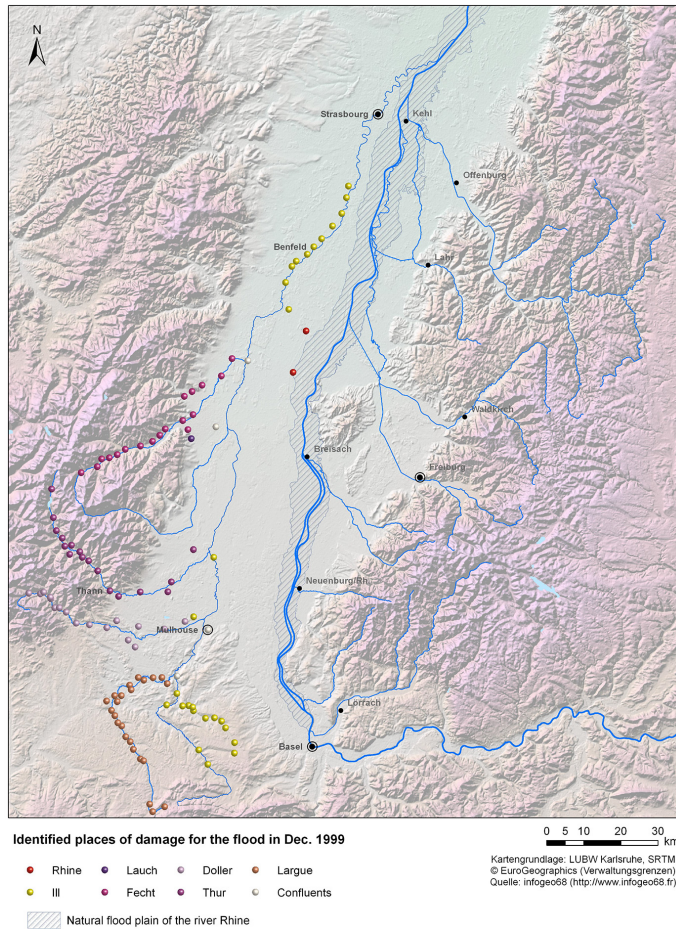 N
Strasbourg
Kehl
Offenburg
Benfeld
Lahr
Waldkirch
Breisach
Freiburg
Neuenburg/Rh.
Thann
Mulhouse
Lörrach
Basel
Identified places of damage for the flood in Dec. 1999
0 5 10 20 30
km
Rhine Lauch Doller Largue
Ill Fecht Thur Confluents
Natural flood plain of the river Rhine
Kartengrundlage: LUBW Karlsruhe, SRTM
© EuroGeographics (Verwaltungsgrenzen)
Quelle: infogeo68 (http://www.infogeo68.fr)